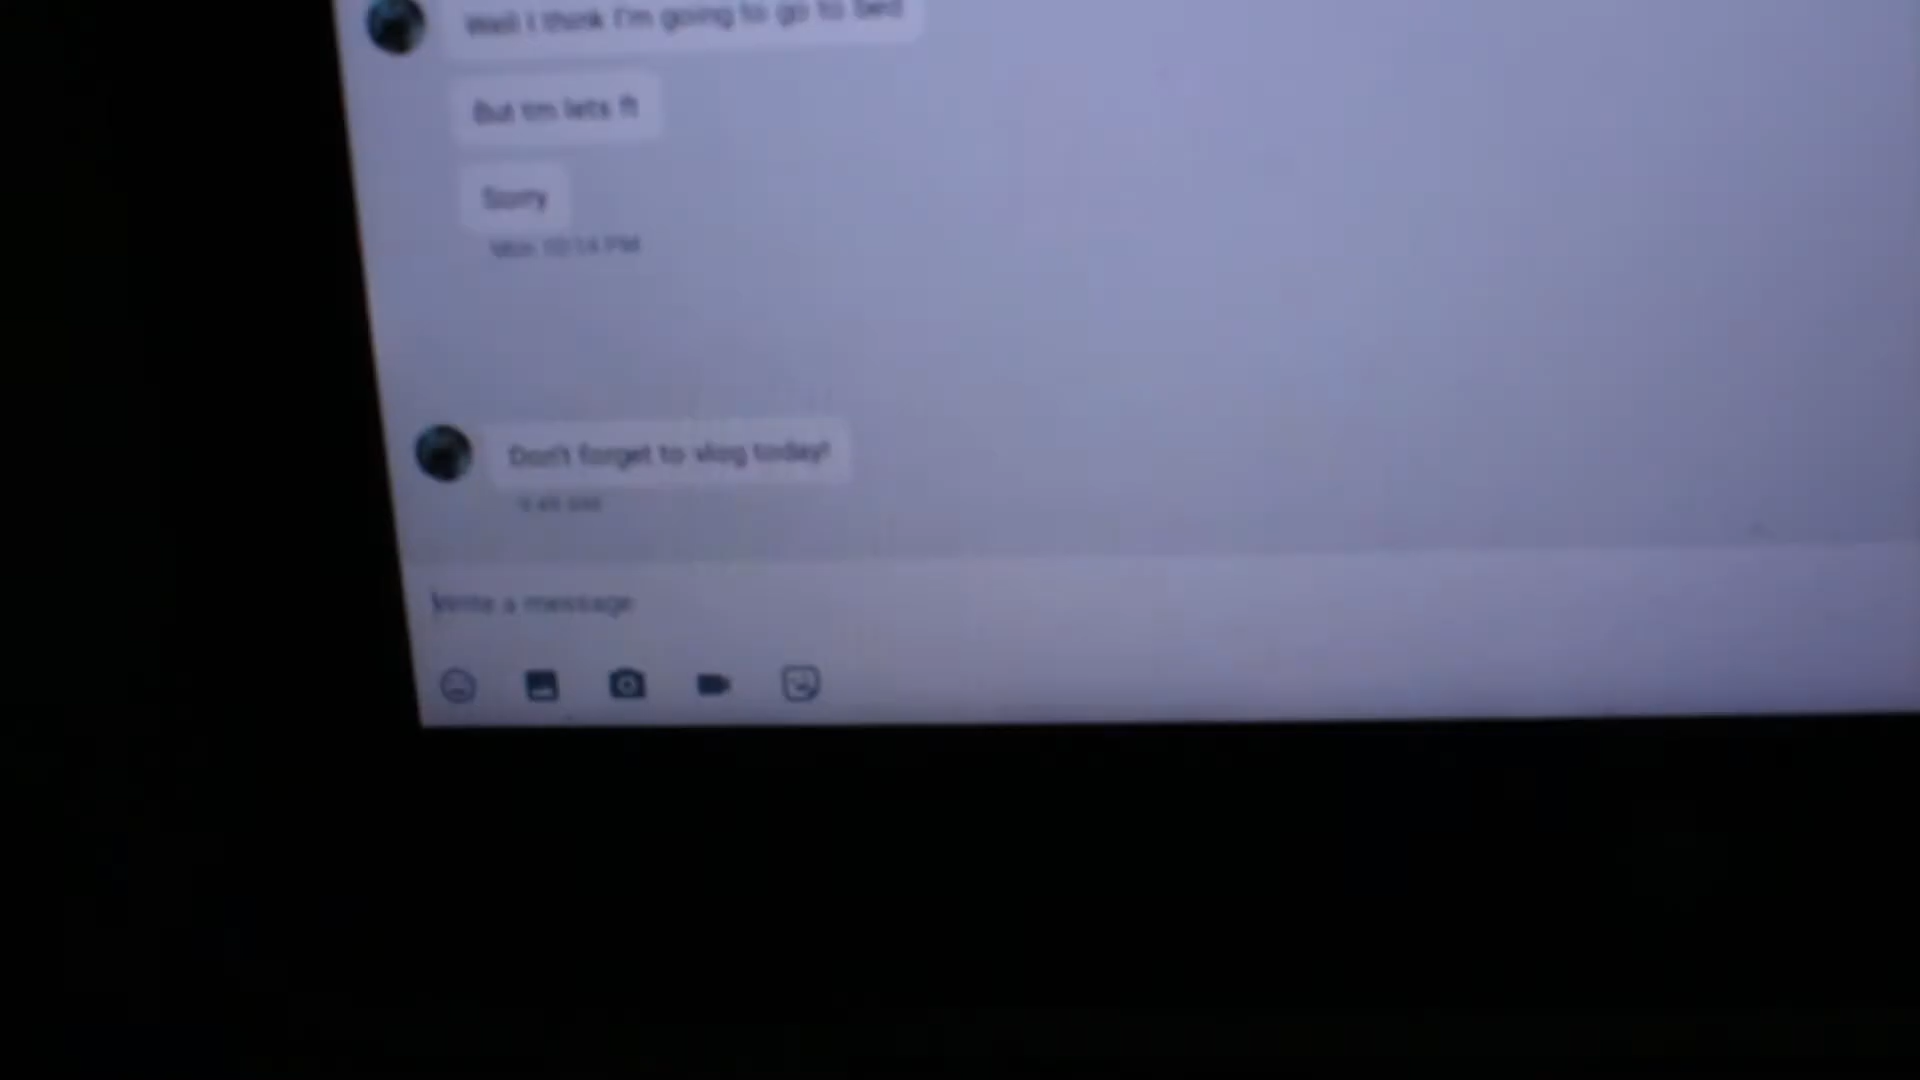 Well I think I'm going to go to bed
But tm lets ft
Sorry
Mon 10:14 PM
Don't forget to vlog today!
Write a message